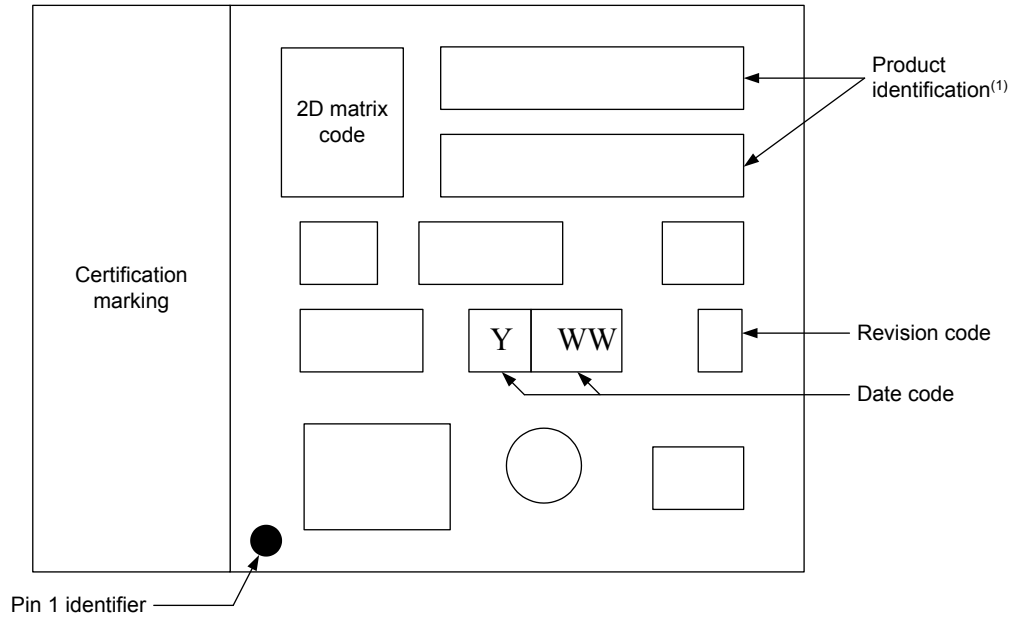 Product
identification(1)
2D matrix
code
Certification
marking
Y WW
Revision code
Date code
Pin 1 identifier